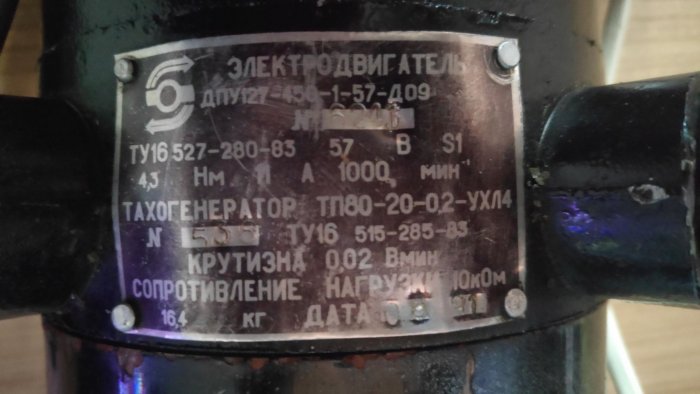 ЭЛЕКТРОДВИГАТЕЛЬ
ДПУ127-450-1-57-Д09
N
ТУ16 527-280-83 57 В S1
4,3 Нм 11 А 1000 мин
ТАХОГЕНЕРАТОР ТП80-20-0,2-УХЛ4
N ТУ16 515-285-83
КРУТИЗНА 0,02 Вмин
СОПРОТИВЛЕНИЕ НАГРУЗКИ 10кОм
16,4 кг ДАТА